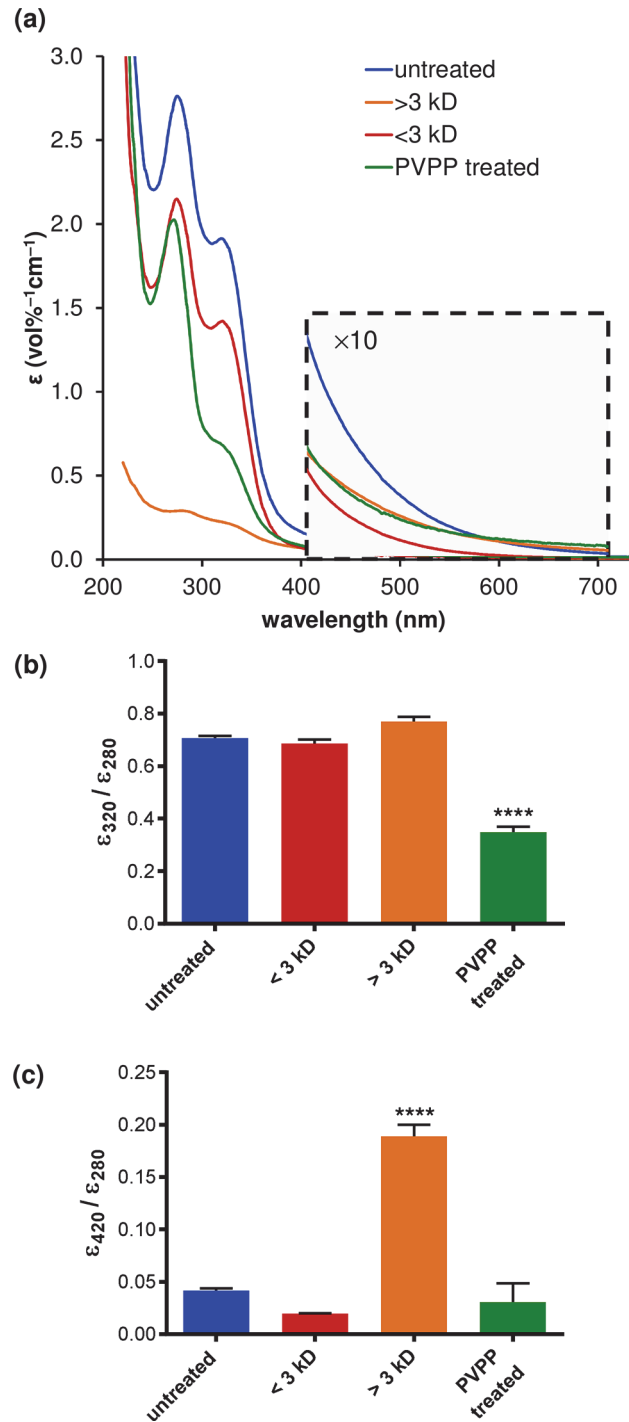 (a)
untreated
>3 kD
<3 kD
PVPP treated
×10
ε (vol%⁻¹cm⁻¹)
3.0
2.5
2.0
1.5
1.0
0.5
0.0
200 300 400 500 600 700
wavelength (nm)
(b)
ε₃₂₀ / ε₂₈₀
1.0
0.8
0.6
0.4
0.2
0.0
****
untreated
< 3 kD
> 3 kD
PVPP
treated
(c)
ε₄₂₀ / ε₂₈₀
0.25
0.20
0.15
0.10
0.05
0.00
****
untreated
< 3 kD
> 3 kD
PVPP
treated